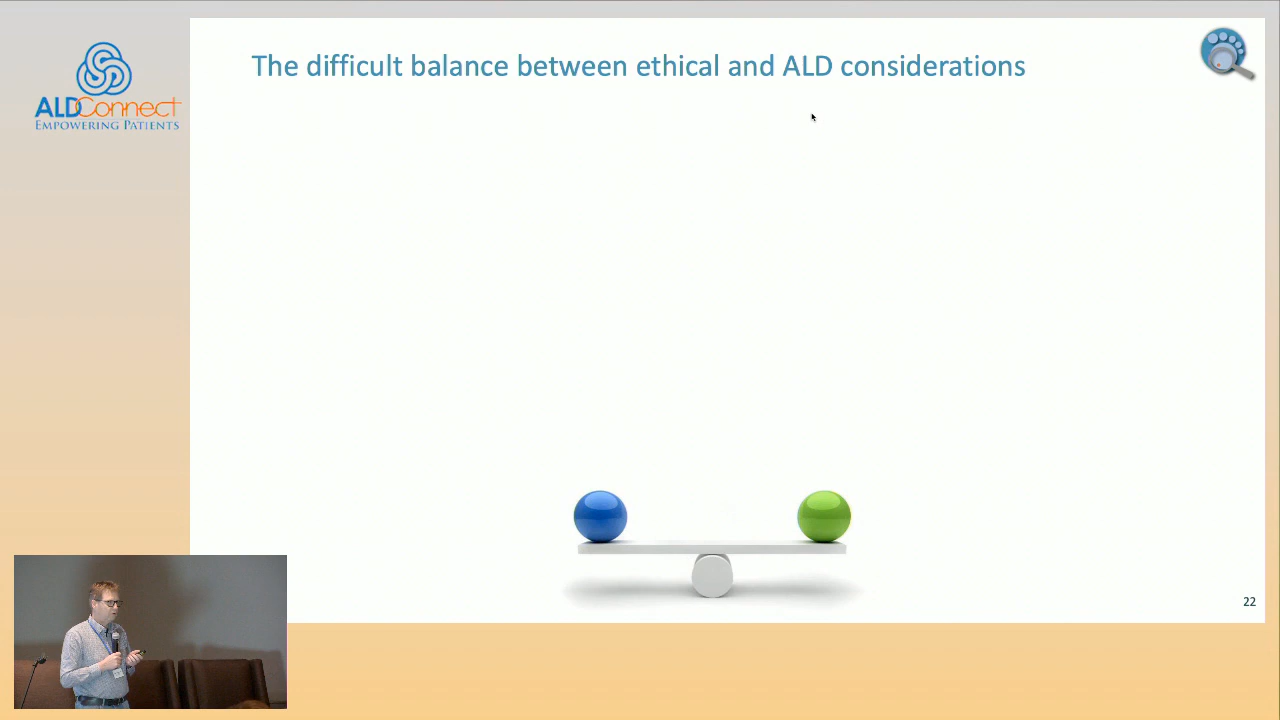 ALDConnect
EMPOWERING PATIENTS
The difficult balance between ethical and ALD considerations
22